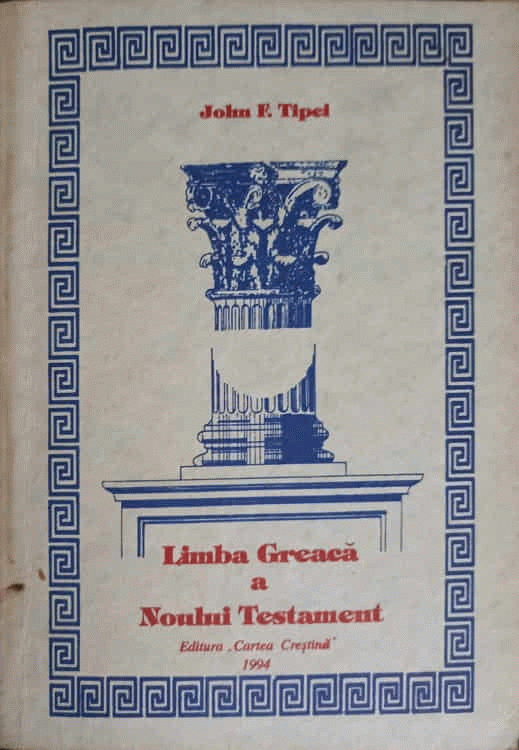 John F. Tipei
Limba Greacă
a
Noului Testament
Editura „Cartea Creştină"
1994